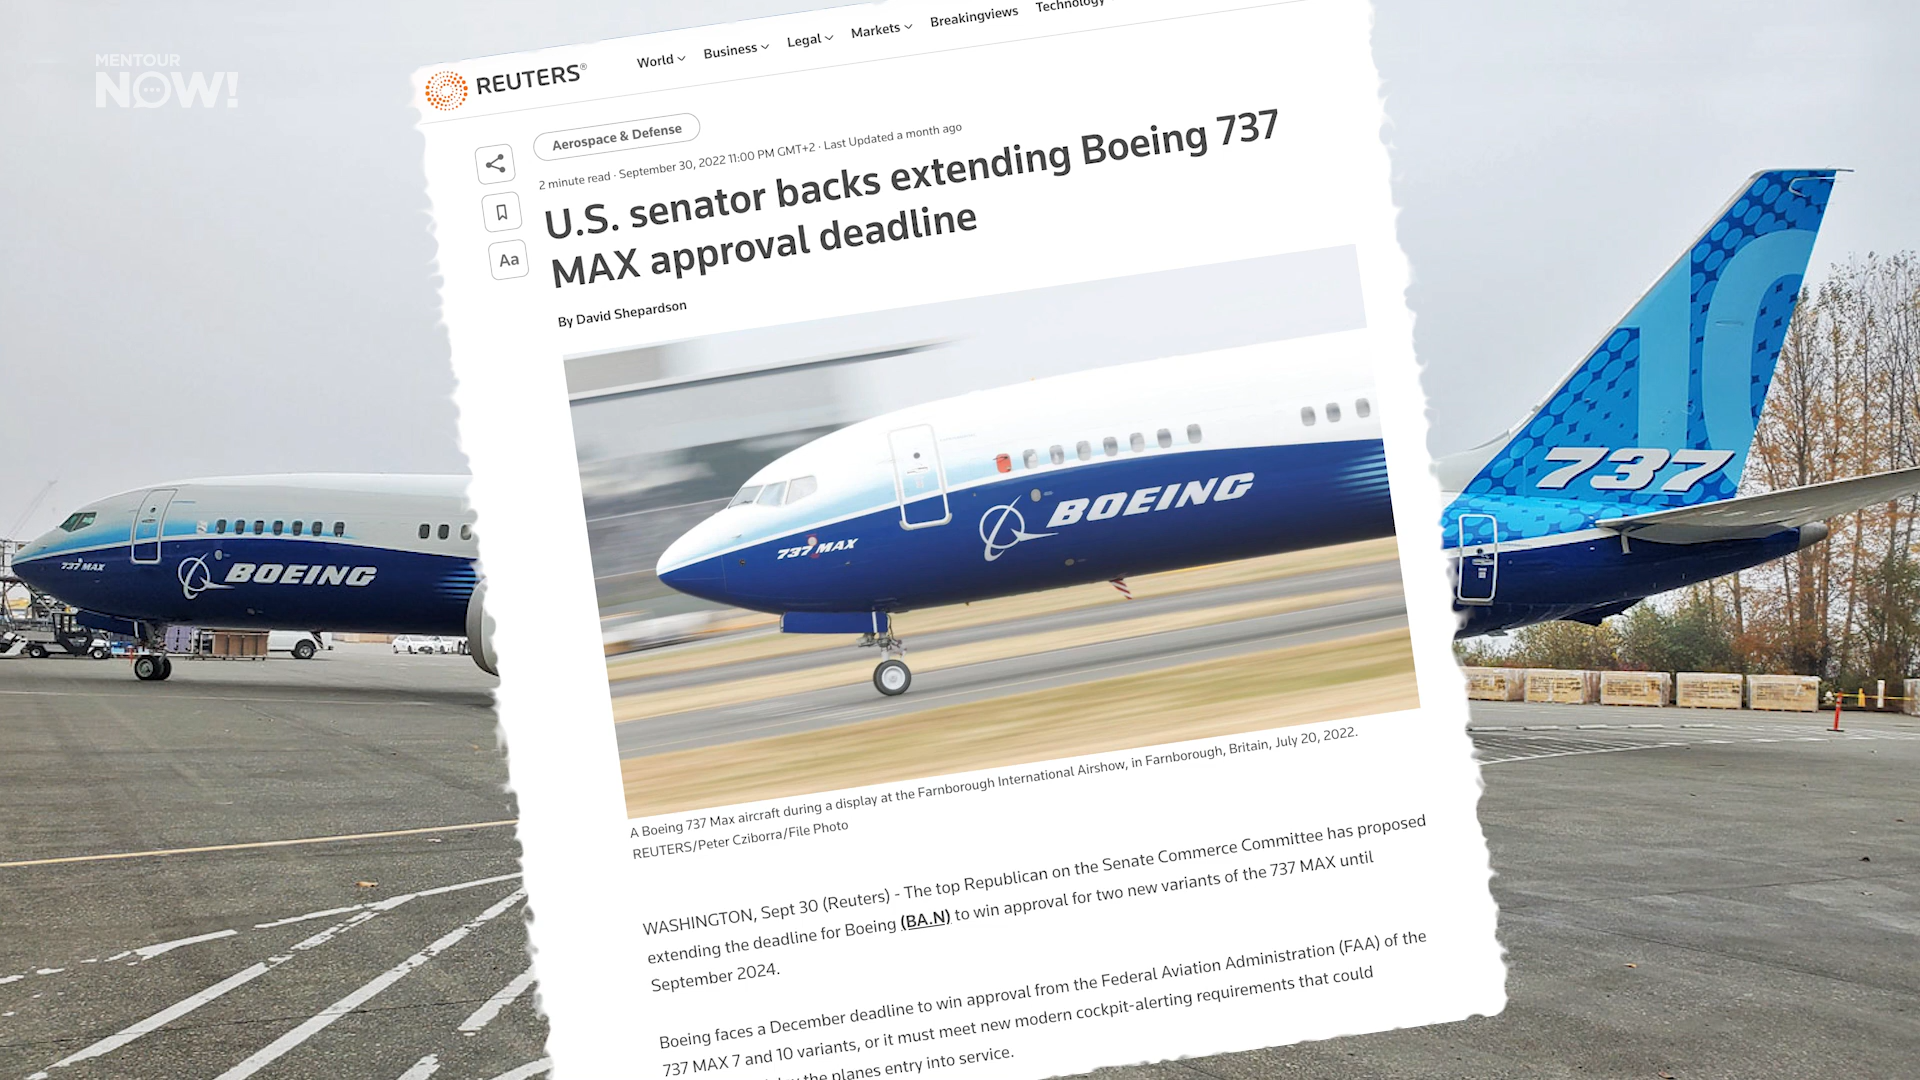 MENTOUR
NOW!
REUTERS®
World
Business
Legal
Markets
Breakingviews
Technology
Aerospace & Defense
2 minute read · September 30, 2022 11:00 PM GMT+2 · Last Updated a month ago
U.S. senator backs extending Boeing 737
MAX approval deadline
Aa
By David Shepardson
737 MAX
BOEING
737 MAX
BOEING
10
737
A Boeing 737 Max aircraft during a display at the Farnborough International Airshow, in Farnborough, Britain, July 20, 2022.
REUTERS/Peter Cziborra/File Photo
WASHINGTON, Sept 30 (Reuters) - The top Republican on the Senate Commerce Committee has proposed
extending the deadline for Boeing (BA.N) to win approval for two new variants of the 737 MAX until
September 2024.
Boeing faces a December deadline to win approval from the Federal Aviation Administration (FAA) of the
737 MAX 7 and 10 variants, or it must meet new modern cockpit-alerting requirements that could
the planes entry into service.